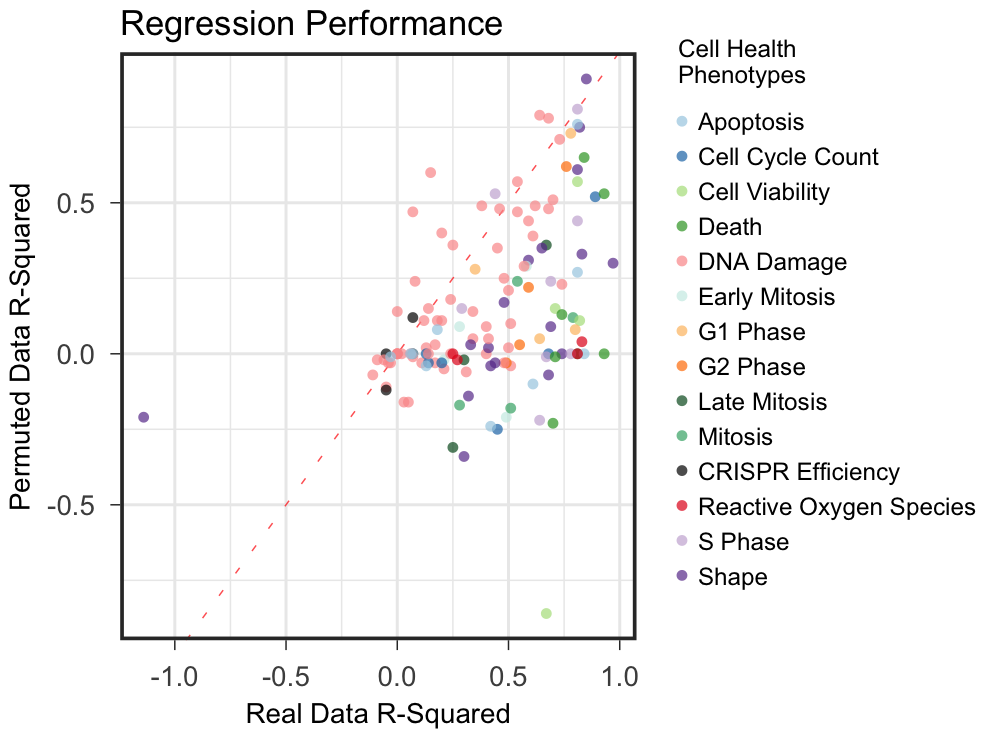 Regression Performance
Permuted Data R-Squared
0.5
0.0
-0.5
-1.0
-0.5
0.0
0.5
1.0
Real Data R-Squared
Cell Health
Phenotypes
Apoptosis
Cell Cycle Count
Cell Viability
Death
DNA Damage
Early Mitosis
G1 Phase
G2 Phase
Late Mitosis
Mitosis
CRISPR Efficiency
Reactive Oxygen Species
S Phase
Shape